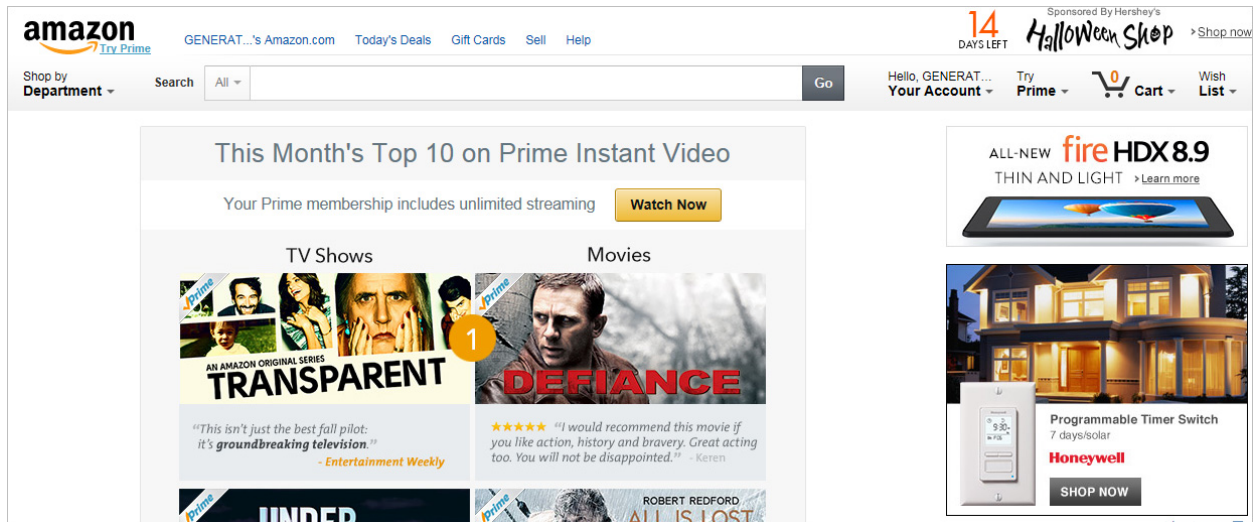 amazon
Try Prime
GENERAT...'s Amazon.com Today's Deals Gift Cards Sell Help
14
DAYS LEFT
Sponsored By Hershey's
Halloween Shop
Shop now
Shop by
Department
Search All Go
Hello, GENERAT...
Your Account
Try
Prime
0
Cart
Wish
List
This Month's Top 10 on Prime Instant Video
Your Prime membership includes unlimited streaming Watch Now
TV Shows Movies
Prime
AN AMAZON ORIGINAL SERIES
TRANSPARENT
1
Prime
DEFIANCE
"This isn't just the best fall pilot:
it's groundbreaking television."
- Entertainment Weekly
"I would recommend this movie if
you like action, history and bravery. Great acting
too. You will not be disappointed." - Keren
Prime
UNDER
Prime
ROBERT REDFORD
ALL IS LOST
ALL-NEW fire HDX 8.9
THIN AND LIGHT Learn more
Honeywell
9:30
Programmable Timer Switch
7 days/solar
Honeywell
SHOP NOW